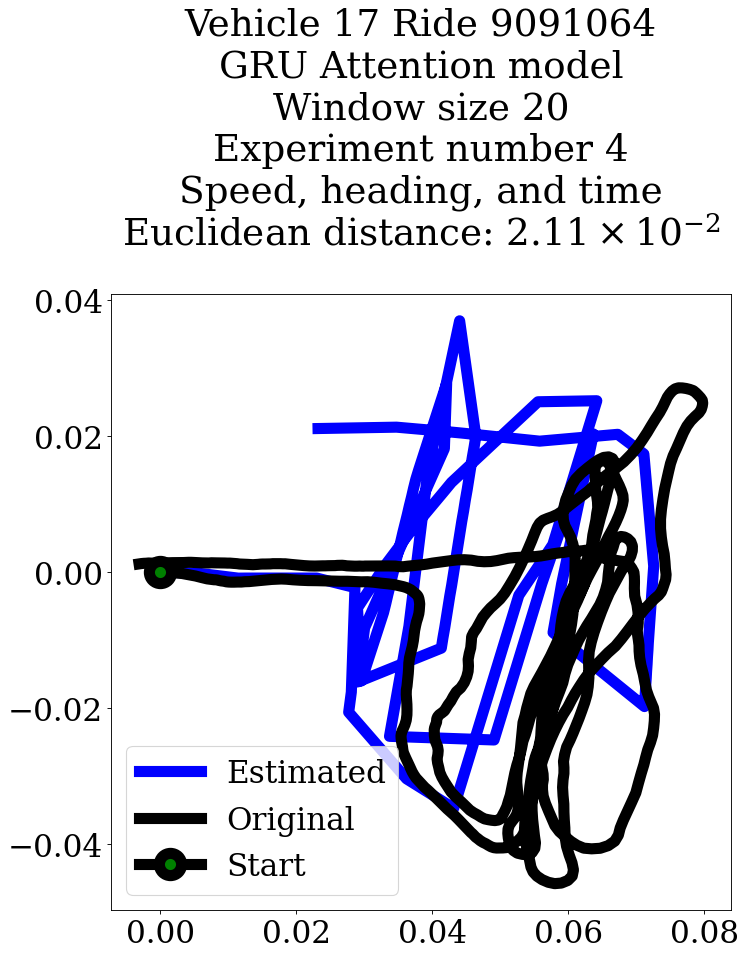 Vehicle 17 Ride 9091064
GRU Attention model
Window size 20
Experiment number 4
Speed, heading, and time
Euclidean distance: 2.11 × 10⁻²
0.04
0.02
0.00
−0.02
−0.04
Estimated
Original
Start
0.00 0.02 0.04 0.06 0.08